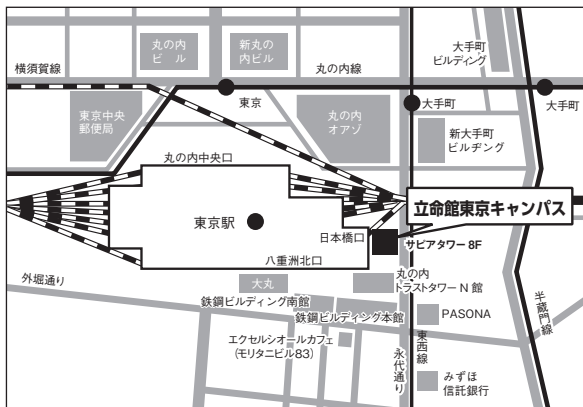 丸の内
ビル
新丸の
内ビル
大手町
ビルディング
横須賀線
丸の内線
東京
大手町
大手町
東京中央
郵便局
丸の内
オアゾ
新大手町
ビルヂング
丸の内中央口
立命館東京キャンパス
東京駅
日本橋口
サピアタワー 8F
八重洲北口
外堀通り
大丸
丸の内
トラストタワー N 館
鉄鋼ビルディング南館
鉄鋼ビルディング本館
PASONA
半蔵門線
エクセルシオールカフェ
(モリタニビル83)
永代通り
東西線
みずほ
信託銀行